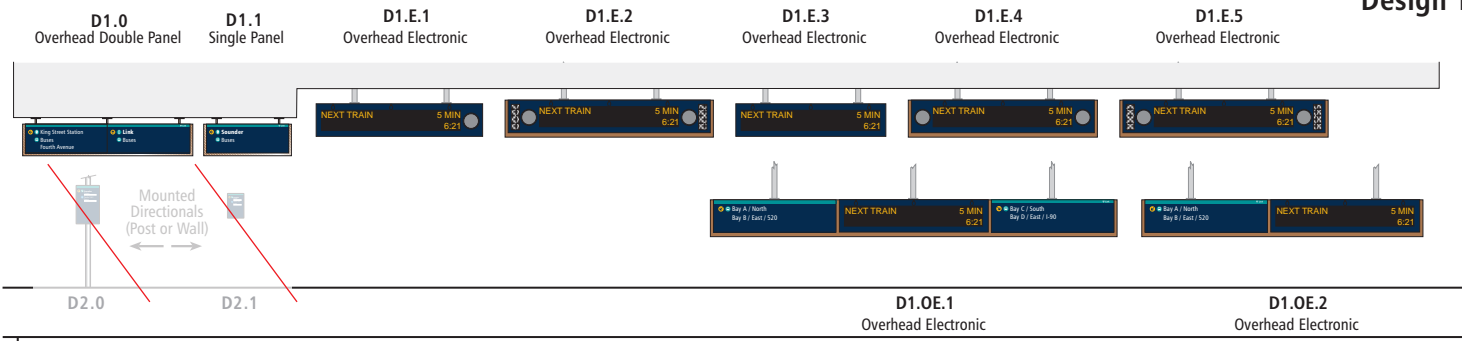 Design
D1.0
Overhead Double Panel
D1.1
Single Panel
D1.E.1
Overhead Electronic
D1.E.2
Overhead Electronic
D1.E.3
Overhead Electronic
D1.E.4
Overhead Electronic
D1.E.5
Overhead Electronic
King Street Station
Buses
Fourth Avenue
Link
Buses
Sounder
Buses
NEXT TRAIN 5 MIN
6:21
NEXT TRAIN 5 MIN
6:21
NEXT TRAIN 5 MIN
6:21
NEXT TRAIN 5 MIN
6:21
NEXT TRAIN 5 MIN
6:21
Mounted
Directionals
(Post or Wall)
Bay A / North
Bay B / East / 520
NEXT TRAIN 5 MIN
6:21
Bay C / South
Bay D / East / I-90
Bay A / North
Bay B / East / 520
NEXT TRAIN 5 MIN
6:21
D2.0
D2.1
D1.OE.1
Overhead Electronic
D1.OE.2
Overhead Electronic